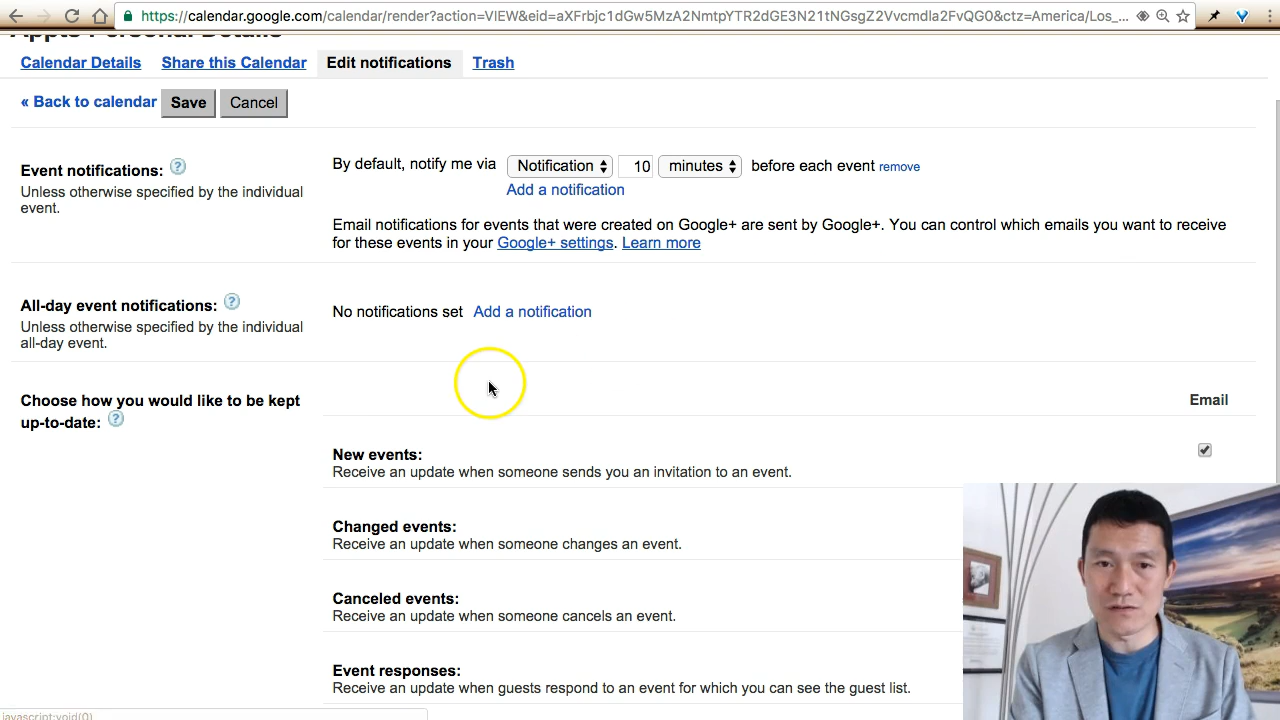 https://calendar.google.com/calendar/render?action=VIEW&eid=aXFrbjc1dGw5MzA2NmtpYTR2dGE3N21tNGsgZ2Vvcmdla2FvQG0&ctz=America/Los_...
Appts Personal Details
Calendar Details Share this Calendar Edit notifications Trash
« Back to calendar Save Cancel
Event notifications: ?
Unless otherwise specified by the individual
event.
By default, notify me via Notification 10 minutes before each event remove
Add a notification
Email notifications for events that were created on Google+ are sent by Google+. You can control which emails you want to receive
for these events in your Google+ settings. Learn more
All-day event notifications: ?
Unless otherwise specified by the individual
all-day event.
No notifications set Add a notification
Choose how you would like to be kept
up-to-date: ?
Email
New events:
Receive an update when someone sends you an invitation to an event.
Changed events:
Receive an update when someone changes an event.
Canceled events:
Receive an update when someone cancels an event.
Event responses:
Receive an update when guests respond to an event for which you can see the guest list.
javascript:void(0)